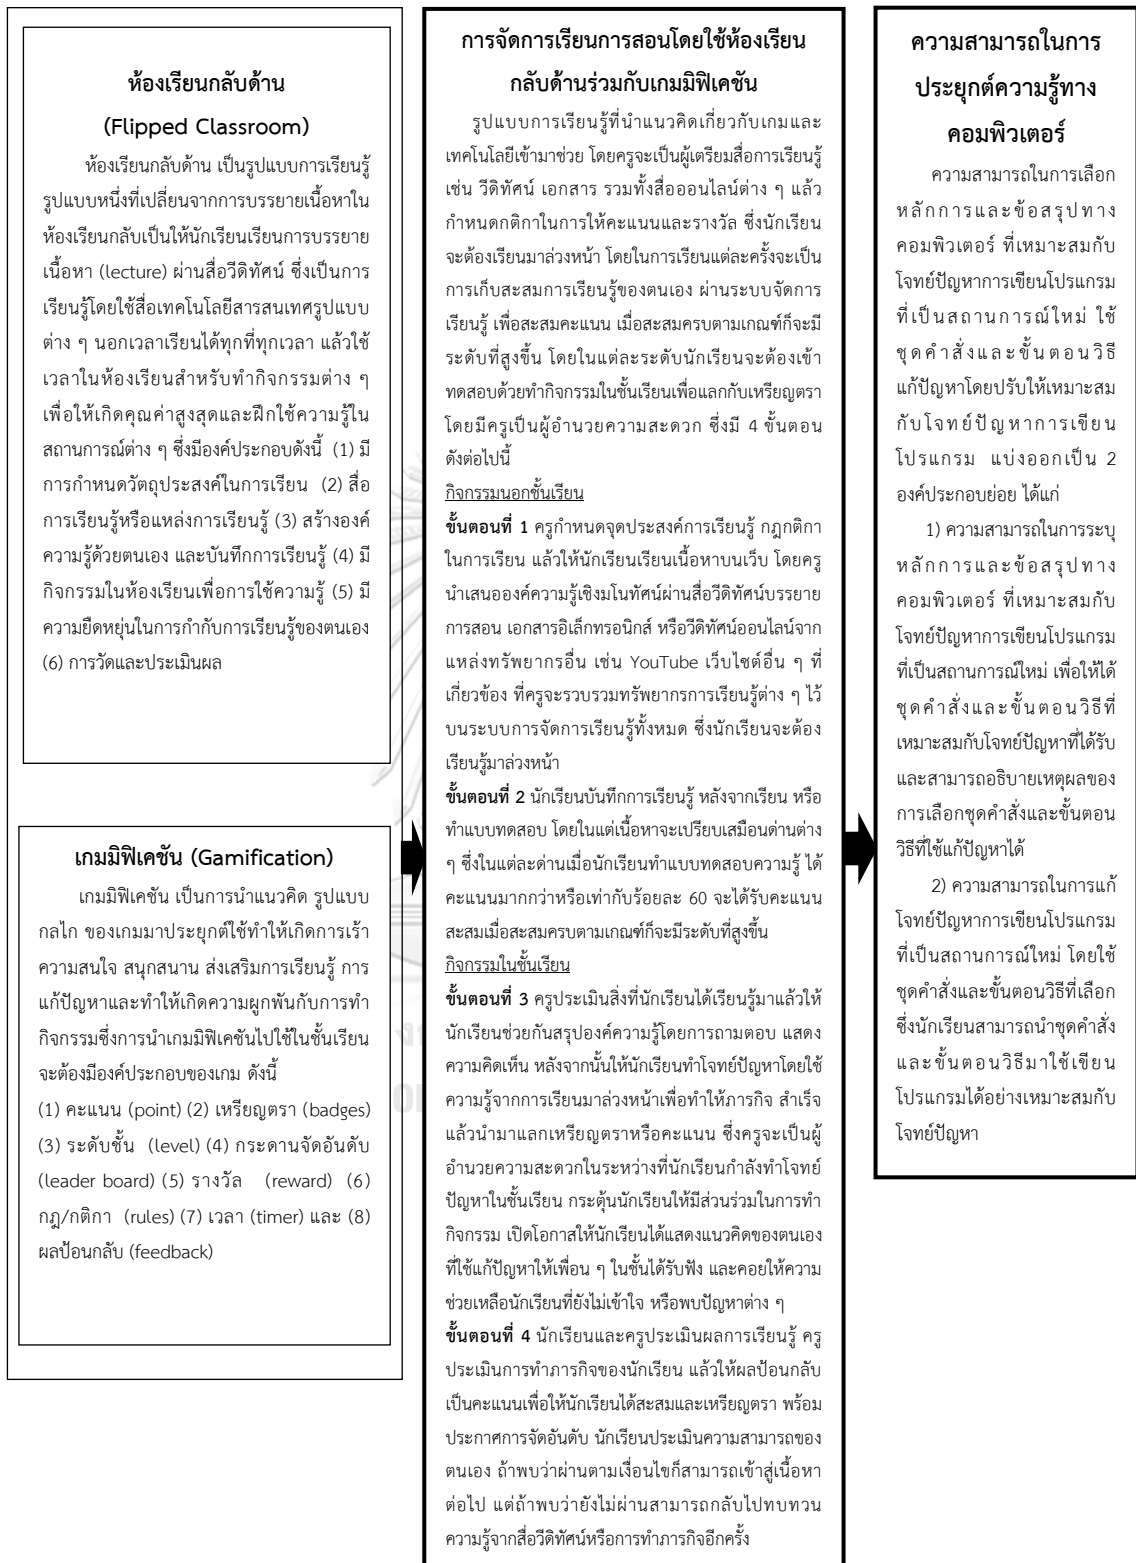 ห้องเรียนกลับด้าน
(Flipped Classroom)
ห้องเรียนกลับด้าน เป็นรูปแบบการเรียนรู้
รูปแบบหนึ่งที่เปลี่ยนจากการบรรยายเนื้อหาใน
ห้องเรียนกลับเป็นให้นักเรียนเรียนการบรรยาย
เนื้อหา (lecture) ผ่านสื่อวีดิทัศน์ ซึ่งเป็นการ
เรียนรู้โดยใช้สื่อเทคโนโลยีสารสนเทศรูปแบบ
ต่าง ๆ นอกเวลาเรียนได้ทุกที่ทุกเวลา แล้วใช้
เวลาในห้องเรียนสำหรับทำกิจกรรมต่าง ๆ
เพื่อให้เกิดคุณค่าสูงสุดและฝึกใช้ความรู้ใน
สถานการณ์ต่าง ๆ ซึ่งมีองค์ประกอบดังนี้ (1) มี
การกำหนดวัตถุประสงค์ในการเรียน (2) สื่อ
การเรียนรู้หรือแหล่งการเรียนรู้ (3) สร้างองค์
ความรู้ด้วยตนเอง และบันทึกการเรียนรู้ (4) มี
กิจกรรมในห้องเรียนเพื่อการใช้ความรู้ (5) มี
ความยืดหยุ่นในการกำกับการเรียนรู้ของตนเอง
(6) การวัดและประเมินผล
เกมมิฟิเคชัน (Gamification)
เกมมิฟิเคชัน เป็นการนำแนวคิด รูปแบบ
กลไก ของเกมมาประยุกต์ใช้ทำให้เกิดการเร้า
ความสนใจ สนุกสนาน ส่งเสริมการเรียนรู้ การ
แก้ปัญหาและทำให้เกิดความผูกพันกับการทำ
กิจกรรมซึ่งการนำเกมมิฟิเคชันไปใช้ในชั้นเรียน
จะต้องมีองค์ประกอบของเกม ดังนี้
(1) คะแนน (point) (2) เหรียญตรา (badges)
(3) ระดับชั้น (level) (4) กระดานจัดอันดับ
(leader board) (5) รางวัล (reward) (6)
กฎ/กติกา (rules) (7) เวลา (timer) และ (8)
ผลป้อนกลับ (feedback)
การจัดการเรียนการสอนโดยใช้ห้องเรียน
กลับด้านร่วมกับเกมมิฟิเคชัน
รูปแบบการเรียนรู้ที่นำแนวคิดเกี่ยวกับเกมและ
เทคโนโลยีเข้ามาช่วย โดยครูจะเป็นผู้เตรียมสื่อการเรียนรู้
เช่น วีดิทัศน์ เอกสาร รวมทั้งสื่อออนไลน์ต่าง ๆ แล้ว
กำหนดกติกาในการให้คะแนนและรางวัล ซึ่งนักเรียน
จะต้องเรียนมาล่วงหน้า โดยในการเรียนแต่ละครั้งจะเป็น
การเก็บสะสมการเรียนรู้ของตนเอง ผ่านระบบจัดการ
เรียนรู้ เพื่อสะสมคะแนน เมื่อสะสมครบตามเกณฑ์ก็จะมี
ระดับที่สูงขึ้น โดยในแต่ละระดับนักเรียนจะต้องเข้า
ทดสอบด้วยทำกิจกรรมในชั้นเรียนเพื่อแลกกับเหรียญตรา
โดยมีครูเป็นผู้อำนวยความสะดวก ซึ่งมี 4 ขั้นตอน
ดังต่อไปนี้
กิจกรรมนอกชั้นเรียน
ขั้นตอนที่ 1 ครูกำหนดจุดประสงค์การเรียนรู้ กฎกติกา
ในการเรียน แล้วให้นักเรียนเรียนเนื้อหาบนเว็บ โดยครู
นำเสนอองค์ความรู้เชิงมโนทัศน์ผ่านสื่อวีดิทัศน์บรรยาย
การสอน เอกสารอิเล็กทรอนิกส์ หรือวีดิทัศน์ออนไลน์จาก
แหล่งทรัพยากรอื่น เช่น YouTube เว็บไซต์อื่น ๆ ที่
เกี่ยวข้อง ที่ครูจะรวบรวมทรัพยากรการเรียนรู้ต่าง ๆ ไว้
บนระบบการจัดการเรียนรู้ทั้งหมด ซึ่งนักเรียนจะต้อง
เรียนรู้มาล่วงหน้า
ขั้นตอนที่ 2 นักเรียนบันทึกการเรียนรู้ หลังจากเรียน หรือ
ทำแบบทดสอบ โดยในแต่เนื้อหาจะเปรียบเสมือนด่านต่าง
ๆ ซึ่งในแต่ละด่านเมื่อนักเรียนทำแบบทดสอบความรู้ ได้
คะแนนมากกว่าหรือเท่ากับร้อยละ 60 จะได้รับคะแนน
สะสมเมื่อสะสมครบตามเกณฑ์ก็จะมีระดับที่สูงขึ้น
กิจกรรมในชั้นเรียน
ขั้นตอนที่ 3 ครูประเมินสิ่งที่นักเรียนได้เรียนรู้มาแล้วให้
นักเรียนช่วยกันสรุปองค์ความรู้โดยการถามตอบ แสดง
ความคิดเห็น หลังจากนั้นให้นักเรียนทำโจทย์ปัญหาโดยใช้
ความรู้จากการเรียนมาล่วงหน้าเพื่อทำให้ภารกิจ สำเร็จ
แล้วนำมาแลกเหรียญตราหรือคะแนน ซึ่งครูจะเป็นผู้
อำนวยความสะดวกในระหว่างที่นักเรียนกำลังทำโจทย์
ปัญหาในชั้นเรียน กระตุ้นนักเรียนให้มีส่วนร่วมในการทำ
กิจกรรม เปิดโอกาสให้นักเรียนได้แสดงแนวคิดของตนเอง
ที่ใช้แก้ปัญหาให้เพื่อน ๆ ในชั้นได้รับฟัง และคอยให้ความ
ช่วยเหลือนักเรียนที่ยังไม่เข้าใจ หรือพบปัญหาต่าง ๆ
ขั้นตอนที่ 4 นักเรียนและครูประเมินผลการเรียนรู้ ครู
ประเมินการทำภารกิจของนักเรียน แล้วให้ผลป้อนกลับ
เป็นคะแนนเพื่อให้นักเรียนได้สะสมและเหรียญตรา พร้อม
ประกาศการจัดอันดับ นักเรียนประเมินความสามารถของ
ตนเอง ถ้าพบว่าผ่านตามเงื่อนไขก็สามารถเข้าสู่เนื้อหา
ต่อไป แต่ถ้าพบว่ายังไม่ผ่านสามารถกลับไปทบทวน
ความรู้จากสื่อวีดิทัศน์หรือการทำภารกิจอีกครั้ง
ความสามารถในการ
ประยุกต์ความรู้ทาง
คอมพิวเตอร์
ความสามารถในการเลือก
หลักการและข้อสรุปทาง
คอมพิวเตอร์ ที่เหมาะสมกับ
โจทย์ปัญหาการเขียนโปรแกรม
ที่เป็นสถานการณ์ใหม่ ใช้
ชุดคำสั่งและขั้นตอนวิธี
แก้ปัญหาโดยปรับให้เหมาะสม
กับโจทย์ปัญหาการเขียน
โปรแกรม แบ่งออกเป็น 2
องค์ประกอบย่อย ได้แก่
1) ความสามารถในการระบุ
หลักการและข้อสรุปทาง
คอมพิวเตอร์ ที่เหมาะสมกับ
โจทย์ปัญหาการเขียนโปรแกรม
ที่เป็นสถานการณ์ใหม่ เพื่อให้ได้
ชุดคำสั่งและขั้นตอนวิธีที่
เหมาะสมกับโจทย์ปัญหาที่ได้รับ
และสามารถอธิบายเหตุผลของ
การเลือกชุดคำสั่งและขั้นตอน
วิธีที่ใช้แก้ปัญหาได้
2) ความสามารถในการแก้
โจทย์ปัญหาการเขียนโปรแกรม
ที่เป็นสถานการณ์ใหม่ โดยใช้
ชุดคำสั่งและขั้นตอนวิธีที่เลือก
ซึ่งนักเรียนสามารถนำชุดคำสั่ง
และขั้นตอนวิธีมาใช้เขียน
โปรแกรมได้อย่างเหมาะสมกับ
โจทย์ปัญหา